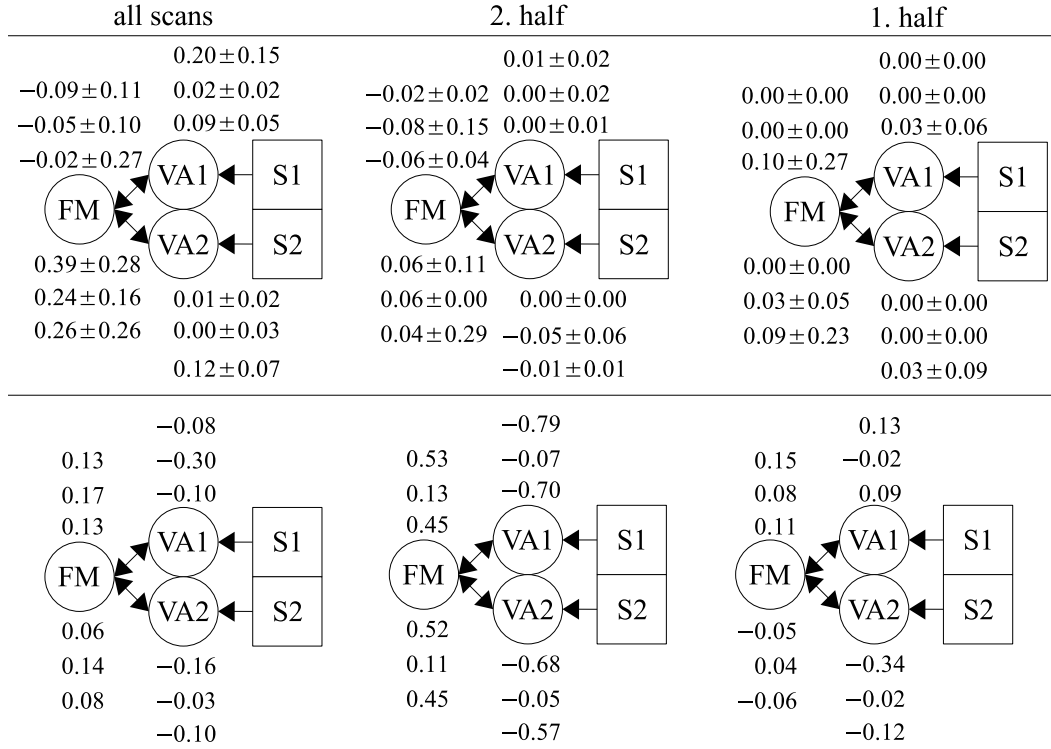 all scans 2. half 1. half
0.20±0.15 0.01±0.02 0.00±0.00
−0.09±0.11 0.02±0.02 −0.02±0.02 0.00±0.02 0.00±0.00 0.00±0.00
−0.05±0.10 0.09±0.05 −0.08±0.15 0.00±0.01 0.00±0.00 0.03±0.06
−0.02±0.27 −0.06±0.04 0.10±0.27
VA1 S1 VA1 S1 VA1 S1
FM FM FM
VA2 S2 VA2 S2 VA2 S2
0.39±0.28 0.06±0.11 0.00±0.00
0.24±0.16 0.01±0.02 0.06±0.00 0.00±0.00 0.03±0.05 0.00±0.00
0.26±0.26 0.00±0.03 0.04±0.29 −0.05±0.06 0.09±0.23 0.00±0.00
0.12±0.07 −0.01±0.01 0.03±0.09
−0.08 −0.79 0.13
0.13 −0.30 0.53 −0.07 0.15 −0.02
0.17 −0.10 0.13 −0.70 0.08 0.09
0.13 0.45 0.11
VA1 S1 VA1 S1 VA1 S1
FM FM FM
VA2 S2 VA2 S2 VA2 S2
0.06 0.52 −0.05
0.14 −0.16 0.11 −0.68 0.04 −0.34
0.08 −0.03 0.45 −0.05 −0.06 −0.02
−0.10 −0.57 −0.12